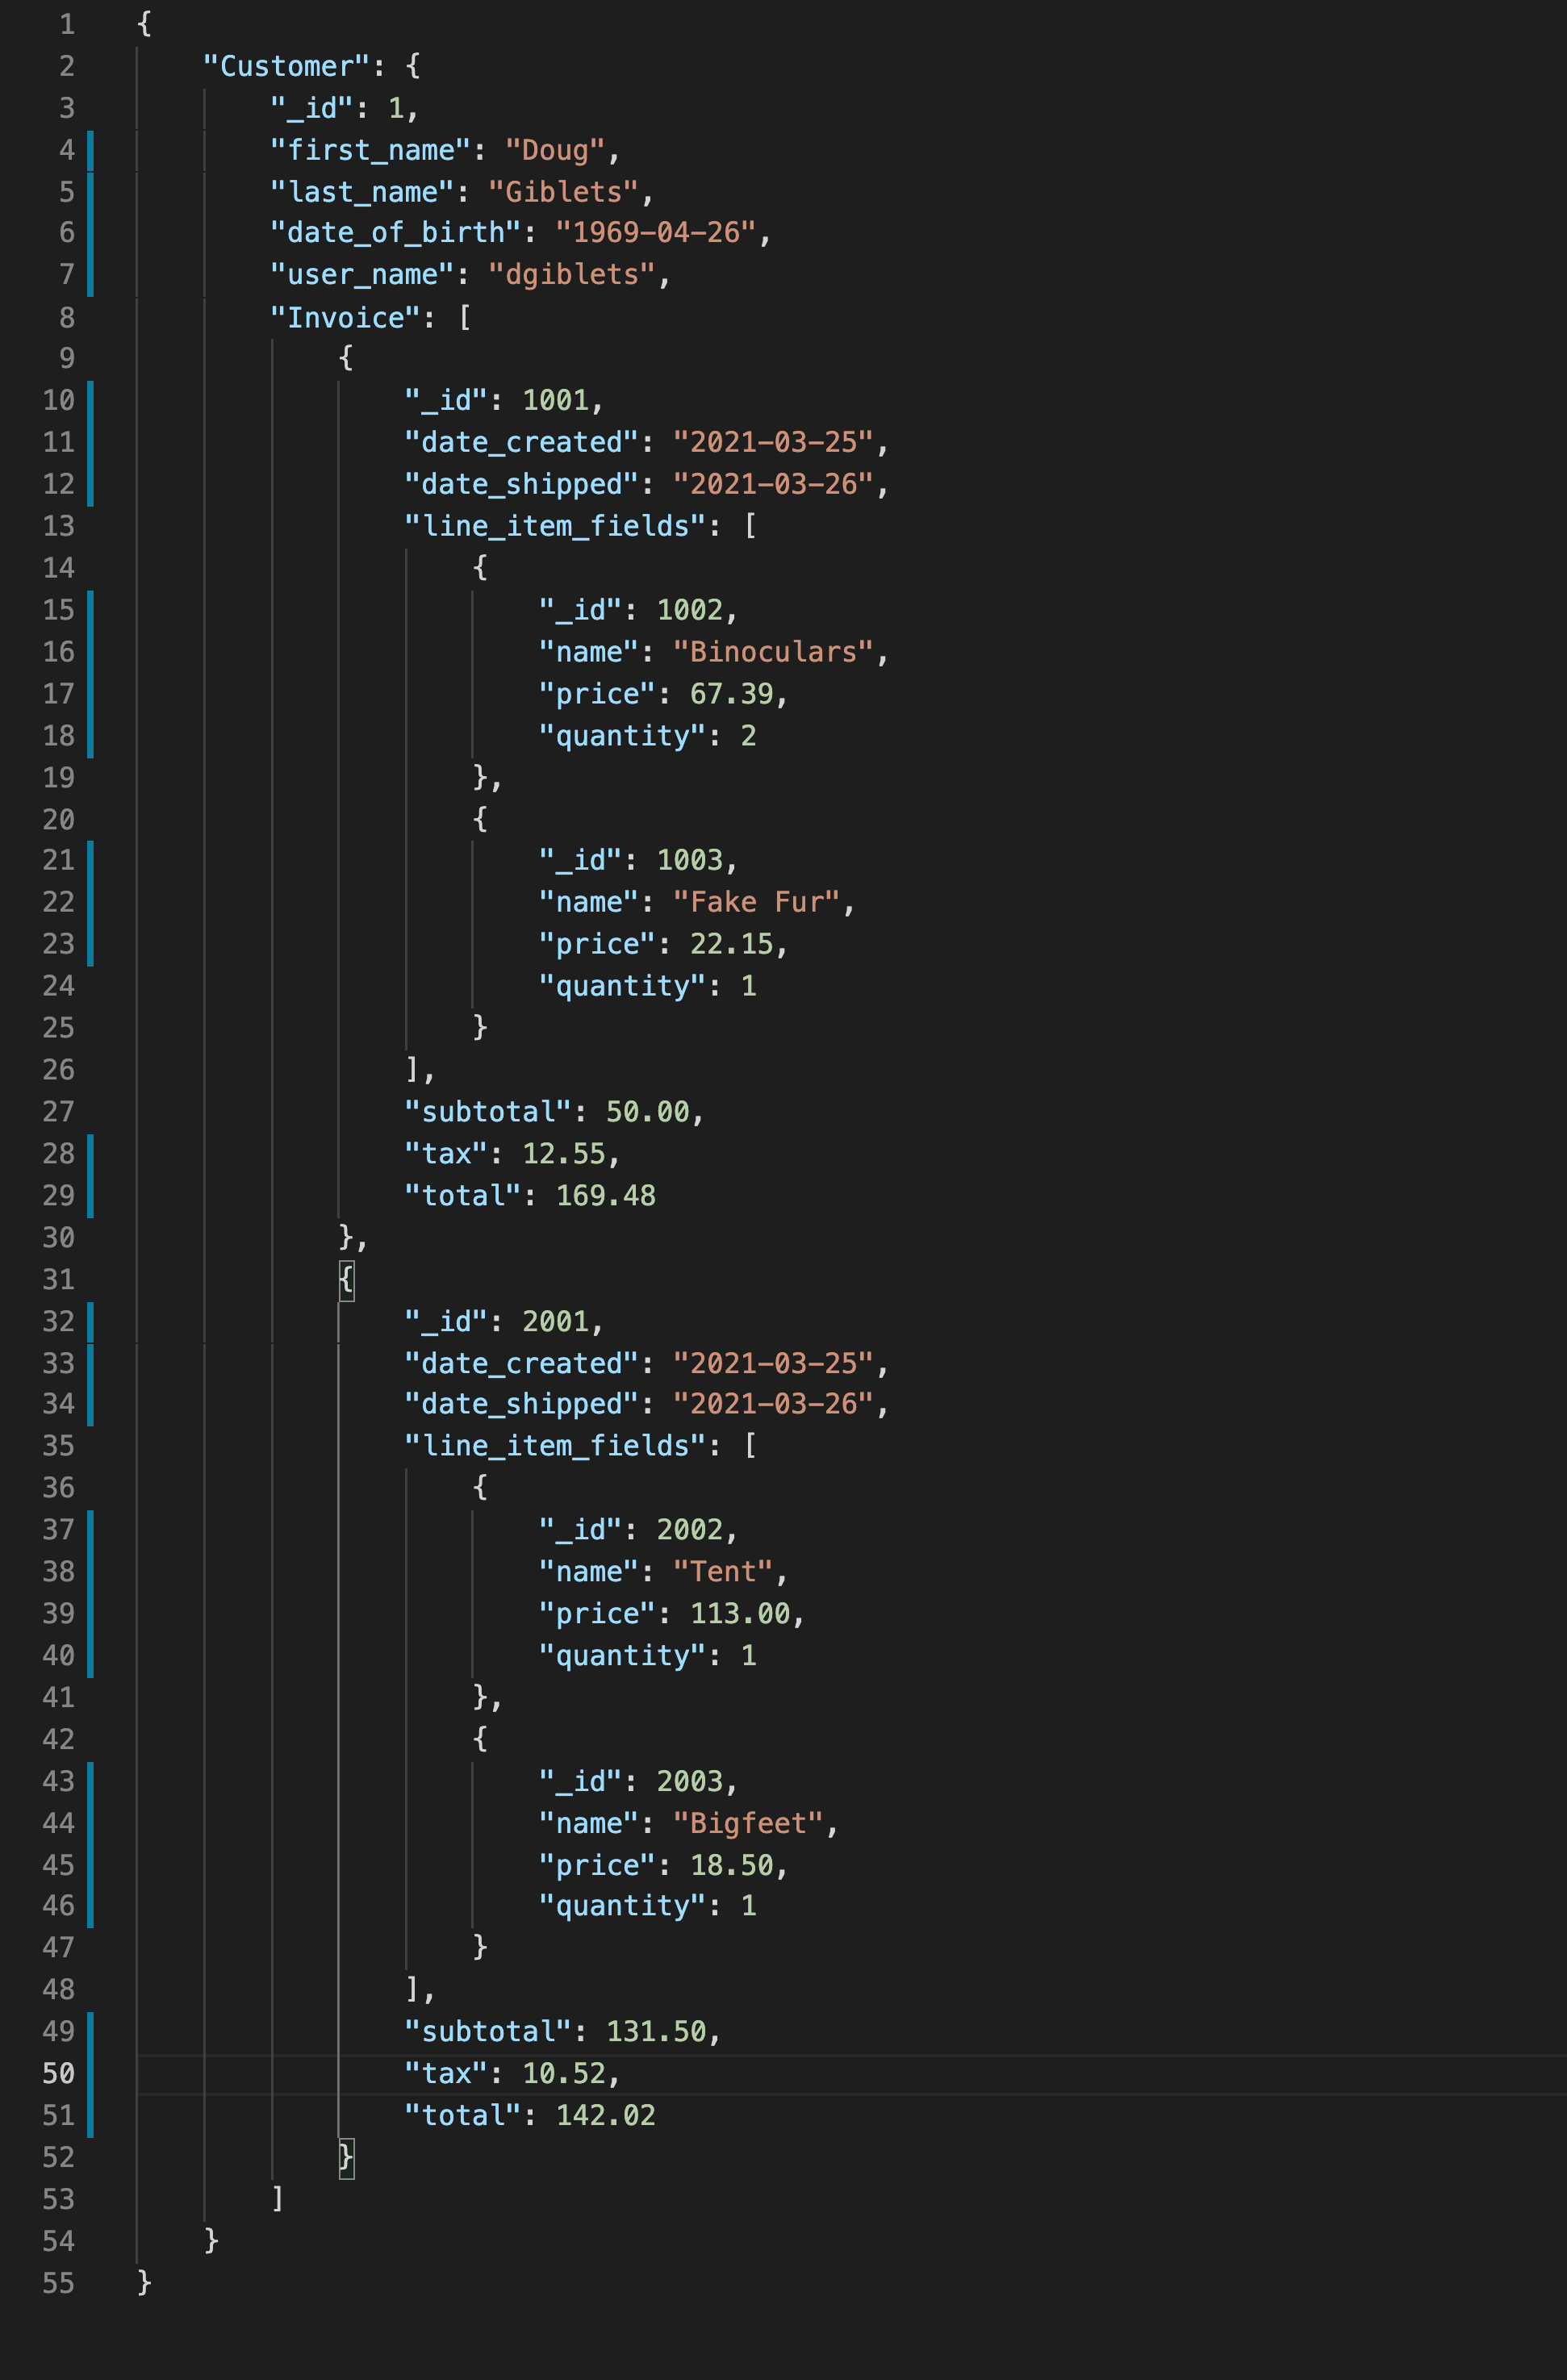 1 {
2     "Customer": {
3         "_id": 1,
4         "first_name": "Doug",
5         "last_name": "Giblets",
6         "date_of_birth": "1969-04-26",
7         "user_name": "dgiblets",
8         "Invoice": [
9             {
10                 "_id": 1001,
11                 "date_created": "2021-03-25",
12                 "date_shipped": "2021-03-26",
13                 "line_item_fields": [
14                     {
15                         "_id": 1002,
16                         "name": "Binoculars",
17                         "price": 67.39,
18                         "quantity": 2
19                     },
20                     {
21                         "_id": 1003,
22                         "name": "Fake Fur",
23                         "price": 22.15,
24                         "quantity": 1
25                     }
26                 ],
27                 "subtotal": 50.00,
28                 "tax": 12.55,
29                 "total": 169.48
30             },
31             {
32                 "_id": 2001,
33                 "date_created": "2021-03-25",
34                 "date_shipped": "2021-03-26",
35                 "line_item_fields": [
36                     {
37                         "_id": 2002,
38                         "name": "Tent",
39                         "price": 113.00,
40                         "quantity": 1
41                     },
42                     {
43                         "_id": 2003,
44                         "name": "Bigfeet",
45                         "price": 18.50,
46                         "quantity": 1
47                     }
48                 ],
49                 "subtotal": 131.50,
50                 "tax": 10.52,
51                 "total": 142.02
52             }
53         ]
54     }
55 }